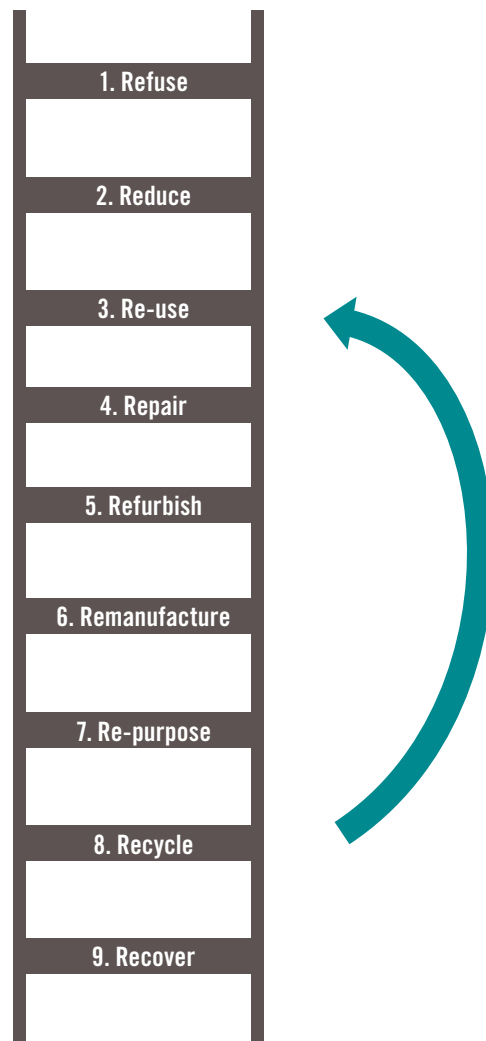 1. Refuse
2. Reduce
3. Re-use
4. Repair
5. Refurbish
6. Remanufacture
7. Re-purpose
8. Recycle
9. Recover